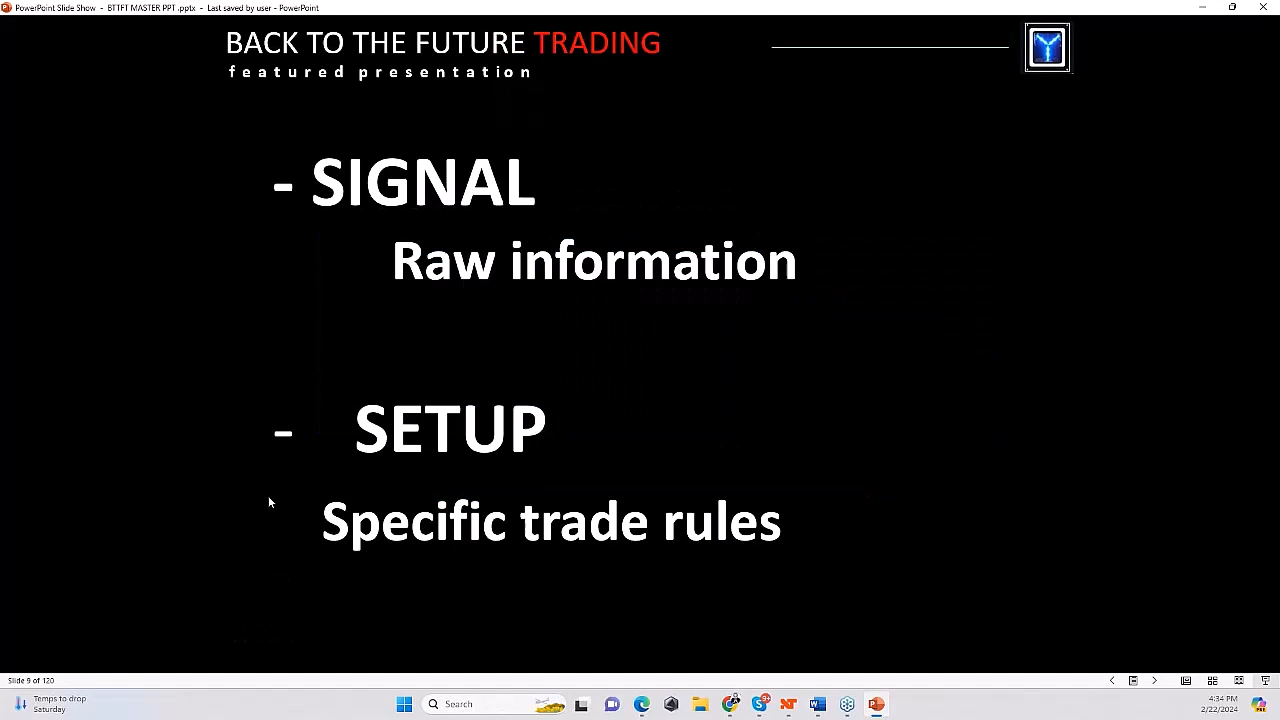 PowerPoint Slide Show - BTTFT MASTER PPT .pptx - Last saved by user - PowerPoint
BACK TO THE FUTURE TRADING
featured presentation
- SIGNAL
Raw information
- SETUP
Specific trade rules
Slide 9 of 120
Temps to drop
Saturday
Search
9+
4:34 PM
2/22/2024